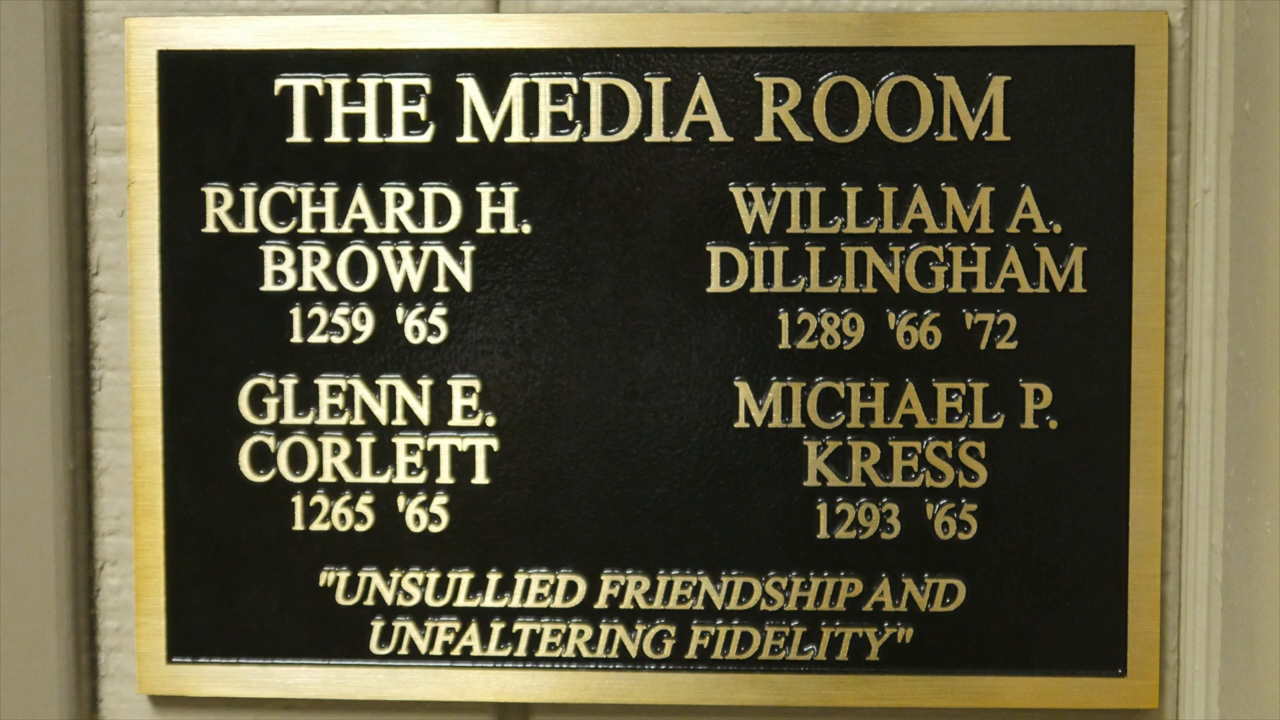 THE MEDIA ROOM
RICHARD H.
BROWN
1259 '65
WILLIAM A.
DILLINGHAM
1289 '66 '72
GLENN E.
CORLETT
1265 '65
MICHAEL P.
KRESS
1293 '65
"UNSULLIED FRIENDSHIP AND
UNFALTERING FIDELITY"